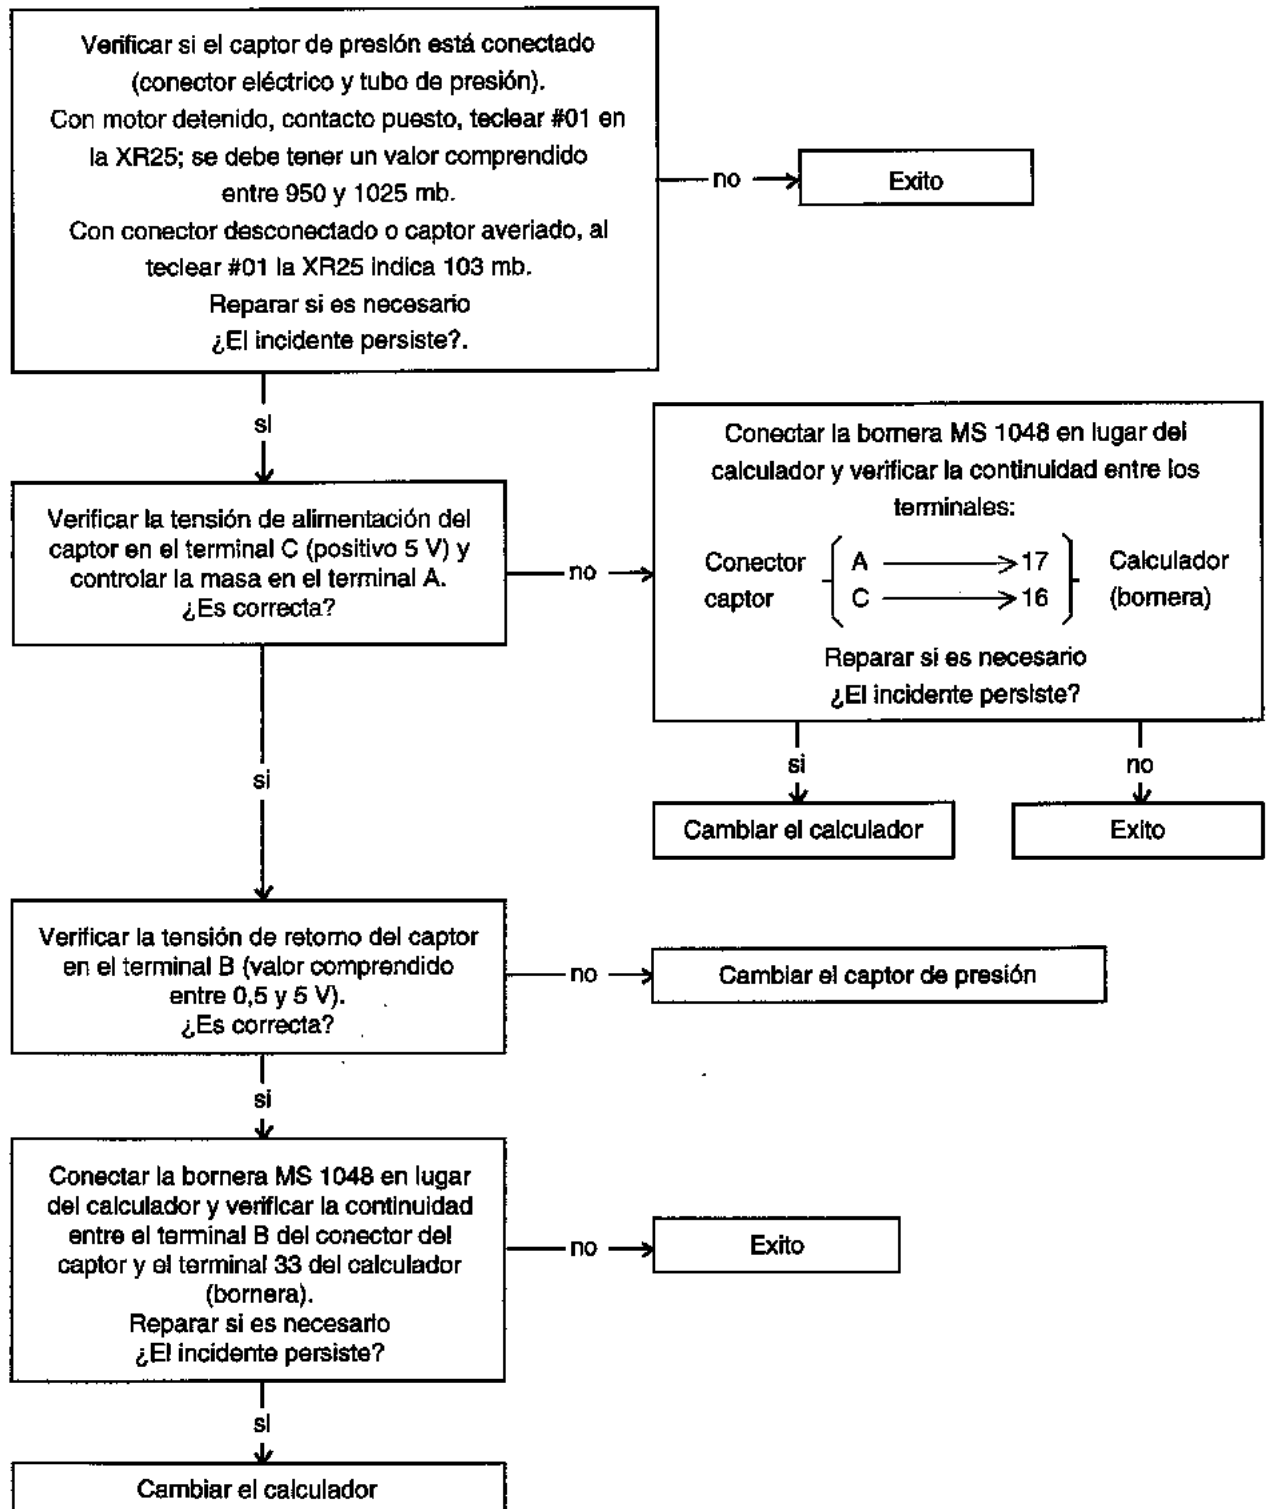 Verificar si el captor de presión está conectado
(conector eléctrico y tubo de presión).
Con motor detenido, contacto puesto, teclear #01 en
la XR25; se debe tener un valor comprendido
entre 950 y 1025 mb.
Con conector desconectado o captor averiado, al
teclear #01 la XR25 indica 103 mb.
Reparar si es necesario
¿El incidente persiste?.
no
Exito
si
Verificar la tensión de alimentación del
captor en el terminal C (positivo 5 V) y
controlar la masa en el terminal A.
¿Es correcta?
no
Conectar la bornera MS 1048 en lugar del
calculador y verificar la continuidad entre los
terminales:
Conector A 17 Calculador
captor C 16 (bornera)
Reparar si es necesario
¿El incidente persiste?
si
no
Cambiar el calculador
Exito
si
Verificar la tensión de retorno del captor
en el terminal B (valor comprendido
entre 0,5 y 5 V).
¿Es correcta?
no
Cambiar el captor de presión
si
Conectar la bornera MS 1048 en lugar
del calculador y verificar la continuidad
entre el terminal B del conector del
captor y el terminal 33 del calculador
(bornera).
Reparar si es necesario
¿El incidente persiste?
no
Exito
si
Cambiar el calculador